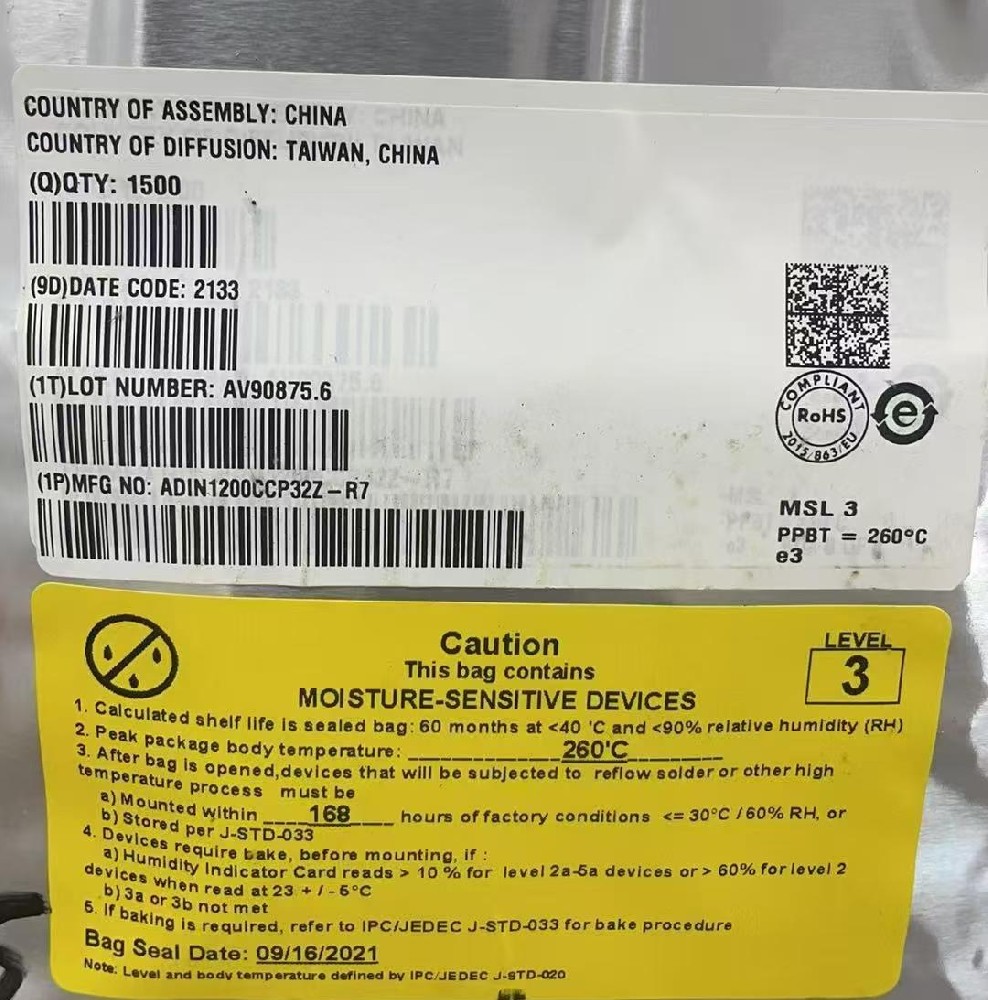 COUNTRY OF ASSEMBLY: CHINA
COUNTRY OF DIFFUSION: TAIWAN, CHINA
(Q)QTY: 1500
(9D)DATE CODE: 2133
(1T)LOT NUMBER: AV90875.6
(1P)MFG NO: ADIN1200CCP32Z-R7
COMPLIANT
RoHS
2015/863/EU
e
MSL 3
PPBT = 260°C
e3
Caution
This bag contains
MOISTURE-SENSITIVE DEVICES
LEVEL
3
1. Calculated shelf life is sealed bag: 60 months at <40 'C and <90% relative humidity (RH)
2. Peak package body temperature: 260'C
3. After bag is opened,devices that will be subjected to reflow solder or other high
temperature process must be
a) Mounted within 168 hours of factory conditions <= 30°C / 60% RH, or
b) Stored per J-STD-033
4. Devices require bake, before mounting, if :
a) Humidity Indicator Card reads > 10 % for level 2a-5a devices or > 60% for level 2
devices when read at 23 + / - 5°C
b) 3a or 3b not met
5. If baking is required, refer to IPC/JEDEC J-STD-033 for bake procedure
Bag Seal Date: 09/16/2021
Note: Level and body temperature defined by IPC/JEDEC J-STD-020